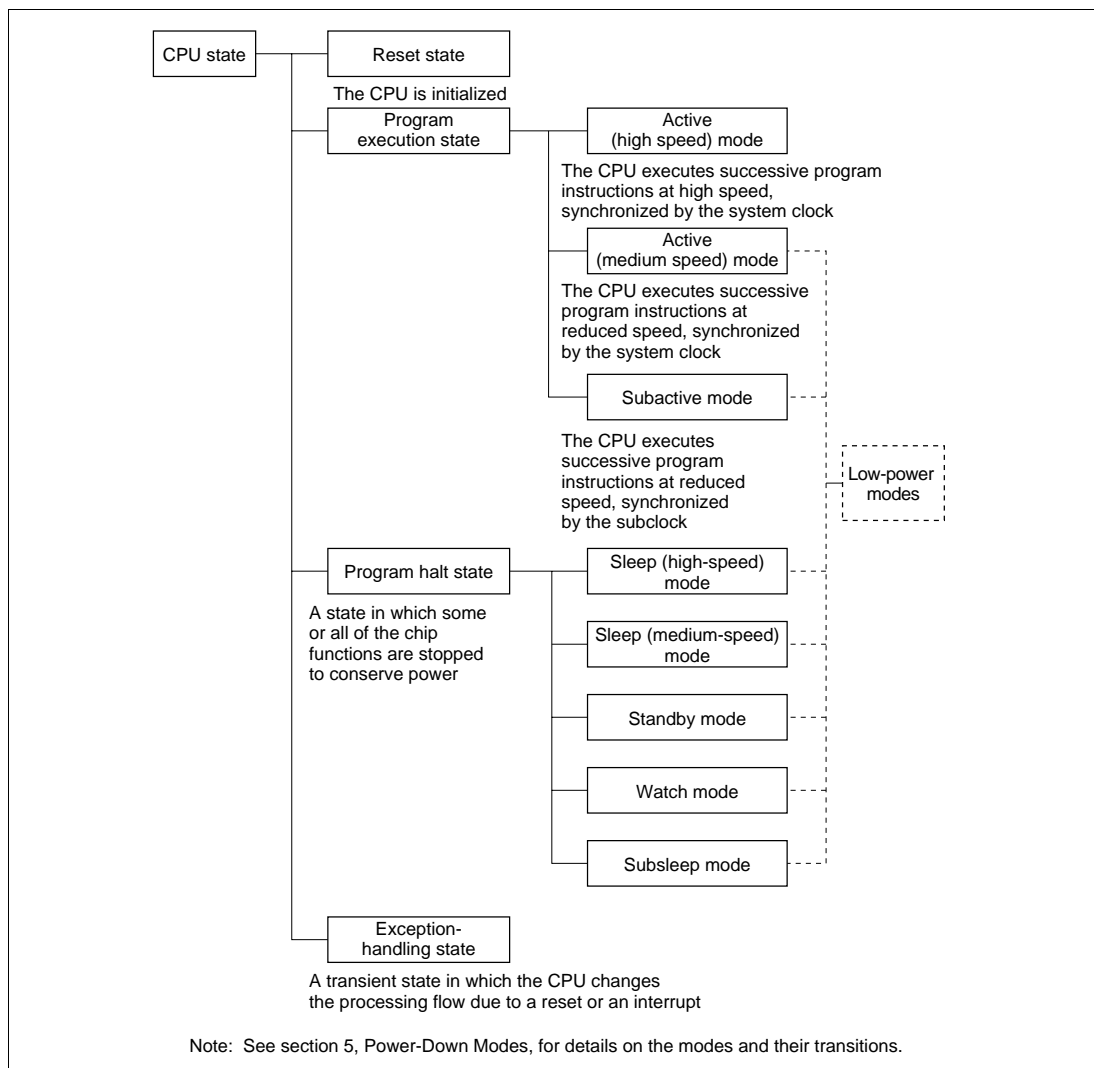 CPU state
Reset state
The CPU is initialized
Program
execution state
Active
(high speed) mode
The CPU executes successive program
instructions at high speed,
synchronized by the system clock
Active
(medium speed) mode
The CPU executes successive
program instructions at
reduced speed, synchronized
by the system clock
Subactive mode
The CPU executes
successive program
instructions at reduced
speed, synchronized
by the subclock
Low-power
modes
Program halt state
A state in which some
or all of the chip
functions are stopped
to conserve power
Sleep (high-speed)
mode
Sleep (medium-speed)
mode
Standby mode
Watch mode
Subsleep mode
Exception-
handling state
A transient state in which the CPU changes
the processing flow due to a reset or an interrupt
Note: See section 5, Power-Down Modes, for details on the modes and their transitions.